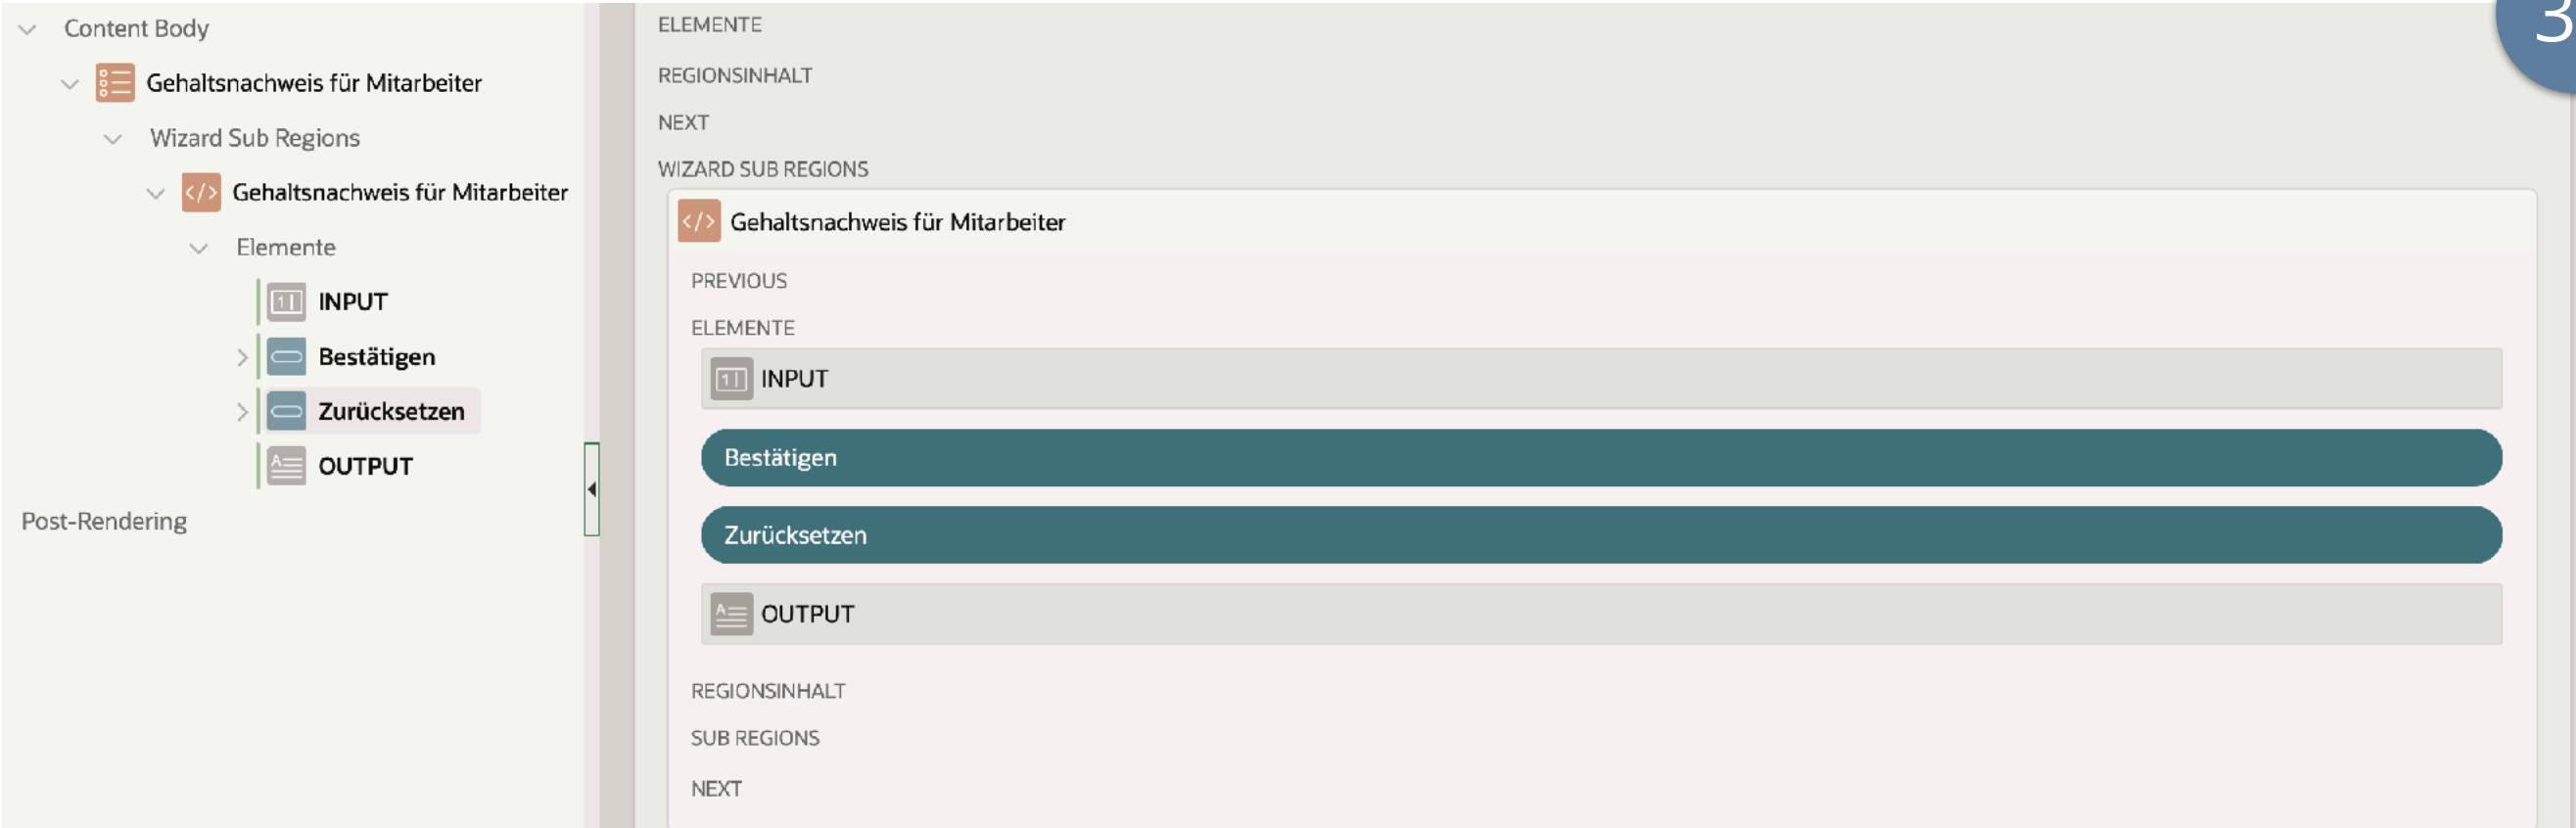 Content Body
Gehaltsnachweis für Mitarbeiter
Wizard Sub Regions
Gehaltsnachweis für Mitarbeiter
Elemente
INPUT
Bestätigen
Zurücksetzen
OUTPUT
Post-Rendering
ELEMENTE
REGIONSINHALT
NEXT
WIZARD SUB REGIONS
Gehaltsnachweis für Mitarbeiter
PREVIOUS
ELEMENTE
INPUT
Bestätigen
Zurücksetzen
OUTPUT
REGIONSINHALT
SUB REGIONS
NEXT
3